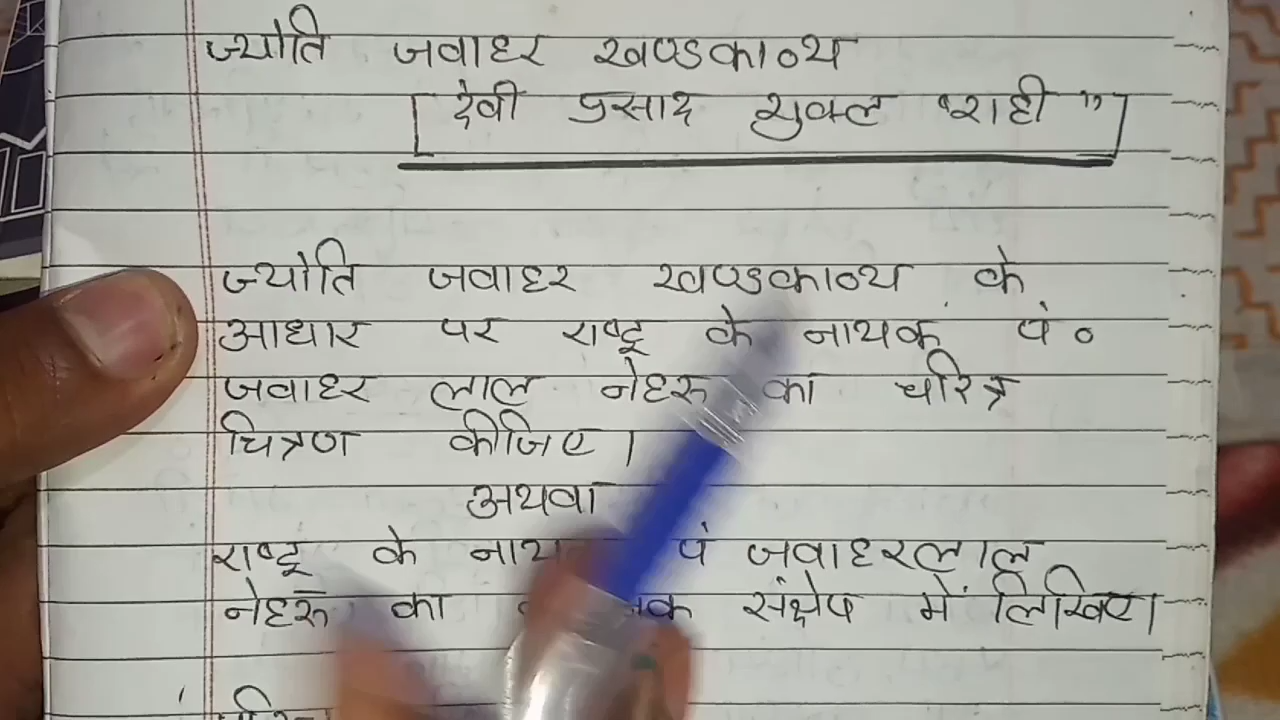 ज्योति जवाहर खण्डकाव्य
देवी प्रसाद शुक्ल "राही"
ज्योति जवाहर खण्डकाव्य के
आधार पर राष्ट्र के नायक पं०
जवाहर लाल नेहरू का चरित्र
चित्रण कीजिए।
अथवा
राष्ट्र के पं जवाहरलाल
नेहरू का संक्षेप में लिखिए।